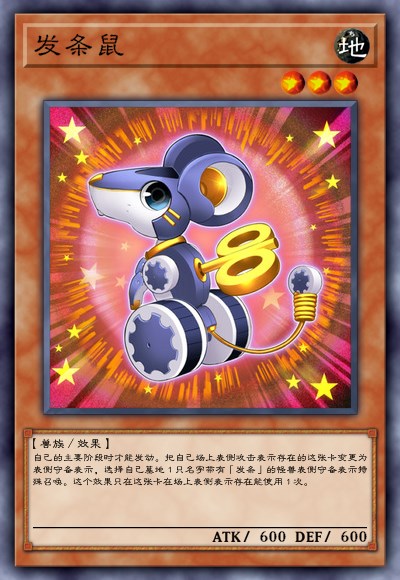 发条鼠
地
【兽族／效果】
自己的主要阶段时才能发动。把自己场上表侧攻击表示存在的这张卡变更为
表侧守备表示，选择自己墓地１只名字带有「发条」的怪兽表侧守备表示特
殊召唤。这个效果只在这张卡在场上表侧表示存在能使用１次。
ATK/ 600 DEF/ 600